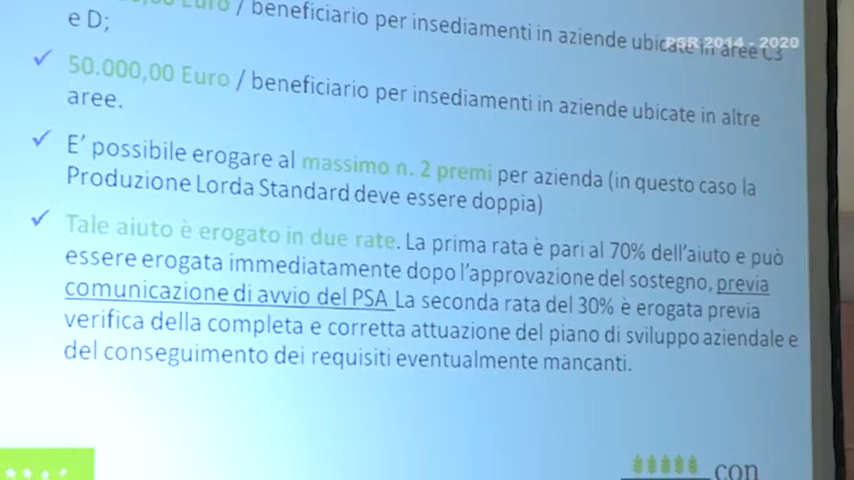 Euro / beneficiario per insediamenti in aziende ubicate in aree C3
e D;
PSR 2014 - 2020
✓ 50.000,00 Euro / beneficiario per insediamenti in aziende ubicate in altre
aree.
✓ E' possibile erogare al massimo n. 2 premi per azienda (in questo caso la
Produzione Lorda Standard deve essere doppia)
✓ Tale aiuto è erogato in due rate. La prima rata è pari al 70% dell'aiuto e può
essere erogata immediatamente dopo l'approvazione del sostegno, previa
comunicazione di avvio del PSA La seconda rata del 30% è erogata previa
verifica della completa e corretta attuazione del piano di sviluppo aziendale e
del conseguimento dei requisiti eventualmente mancanti.
con